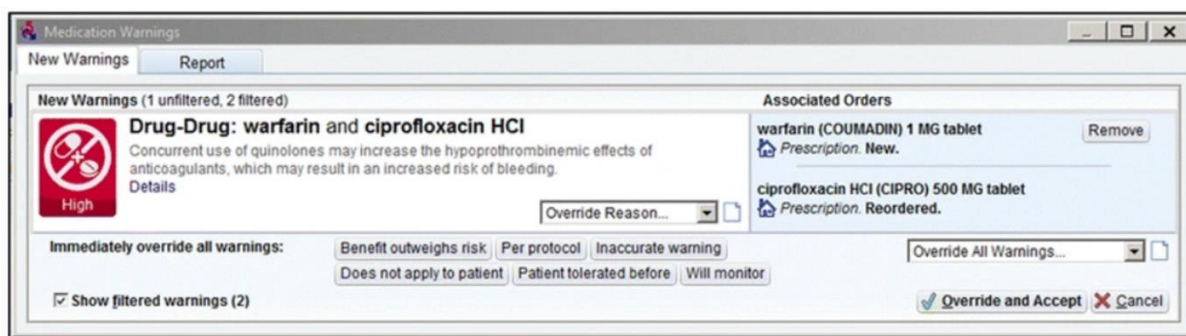 Medication Warnings
New Warnings Report
New Warnings (1 unfiltered, 2 filtered)
Associated Orders
Drug-Drug: warfarin and ciprofloxacin HCl
Concurrent use of quinolones may increase the hypoprothrombinemic effects of
anticoagulants, which may result in an increased risk of bleeding.
Details
High
Override Reason...
warfarin (COUMADIN) 1 MG tablet
Remove
Prescription. New.
ciprofloxacin HCl (CIPRO) 500 MG tablet
Prescription. Reordered.
Immediately override all warnings:
Benefit outweighs risk Per protocol Inaccurate warning
Does not apply to patient Patient tolerated before Will monitor
Override All Warnings...
Show filtered warnings (2)
Override and Accept Cancel